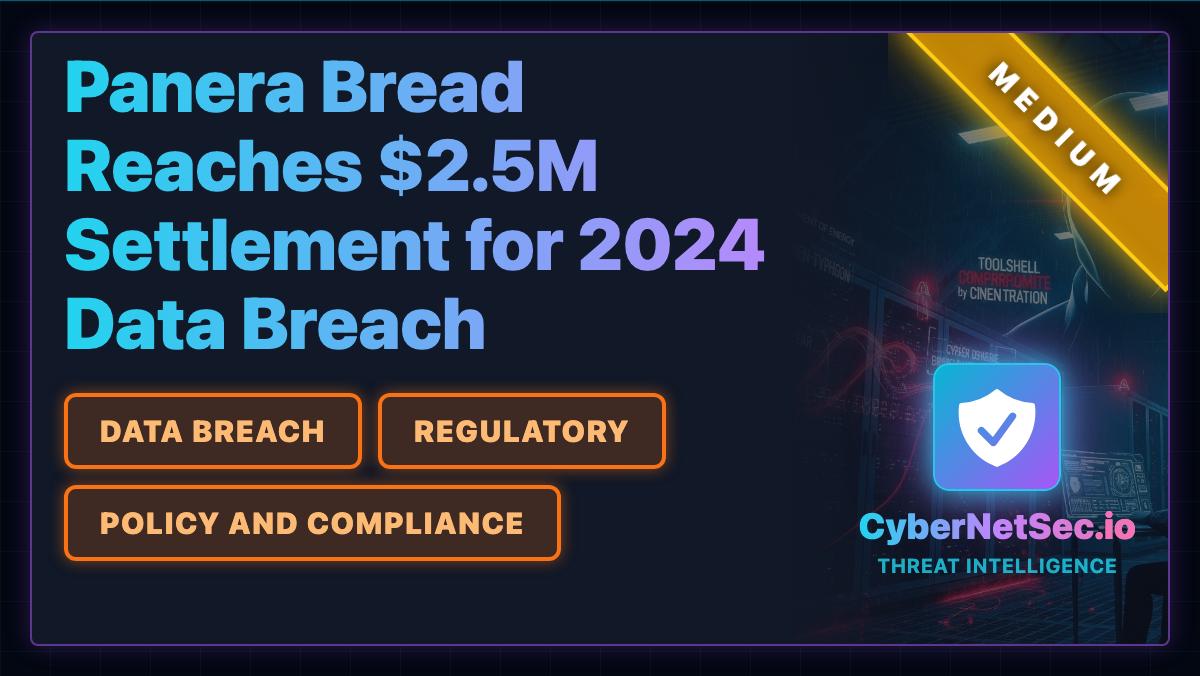 Panera Bread
Reaches $2.5M
Settlement for 2024
Data Breach
DATA BREACH
REGULATORY
POLICY AND COMPLIANCE
MEDIUM
TOOLSHELL
COMPRROMITE
by CINENTRATION
CyberNetSec.io
THREAT INTELLIGENCE